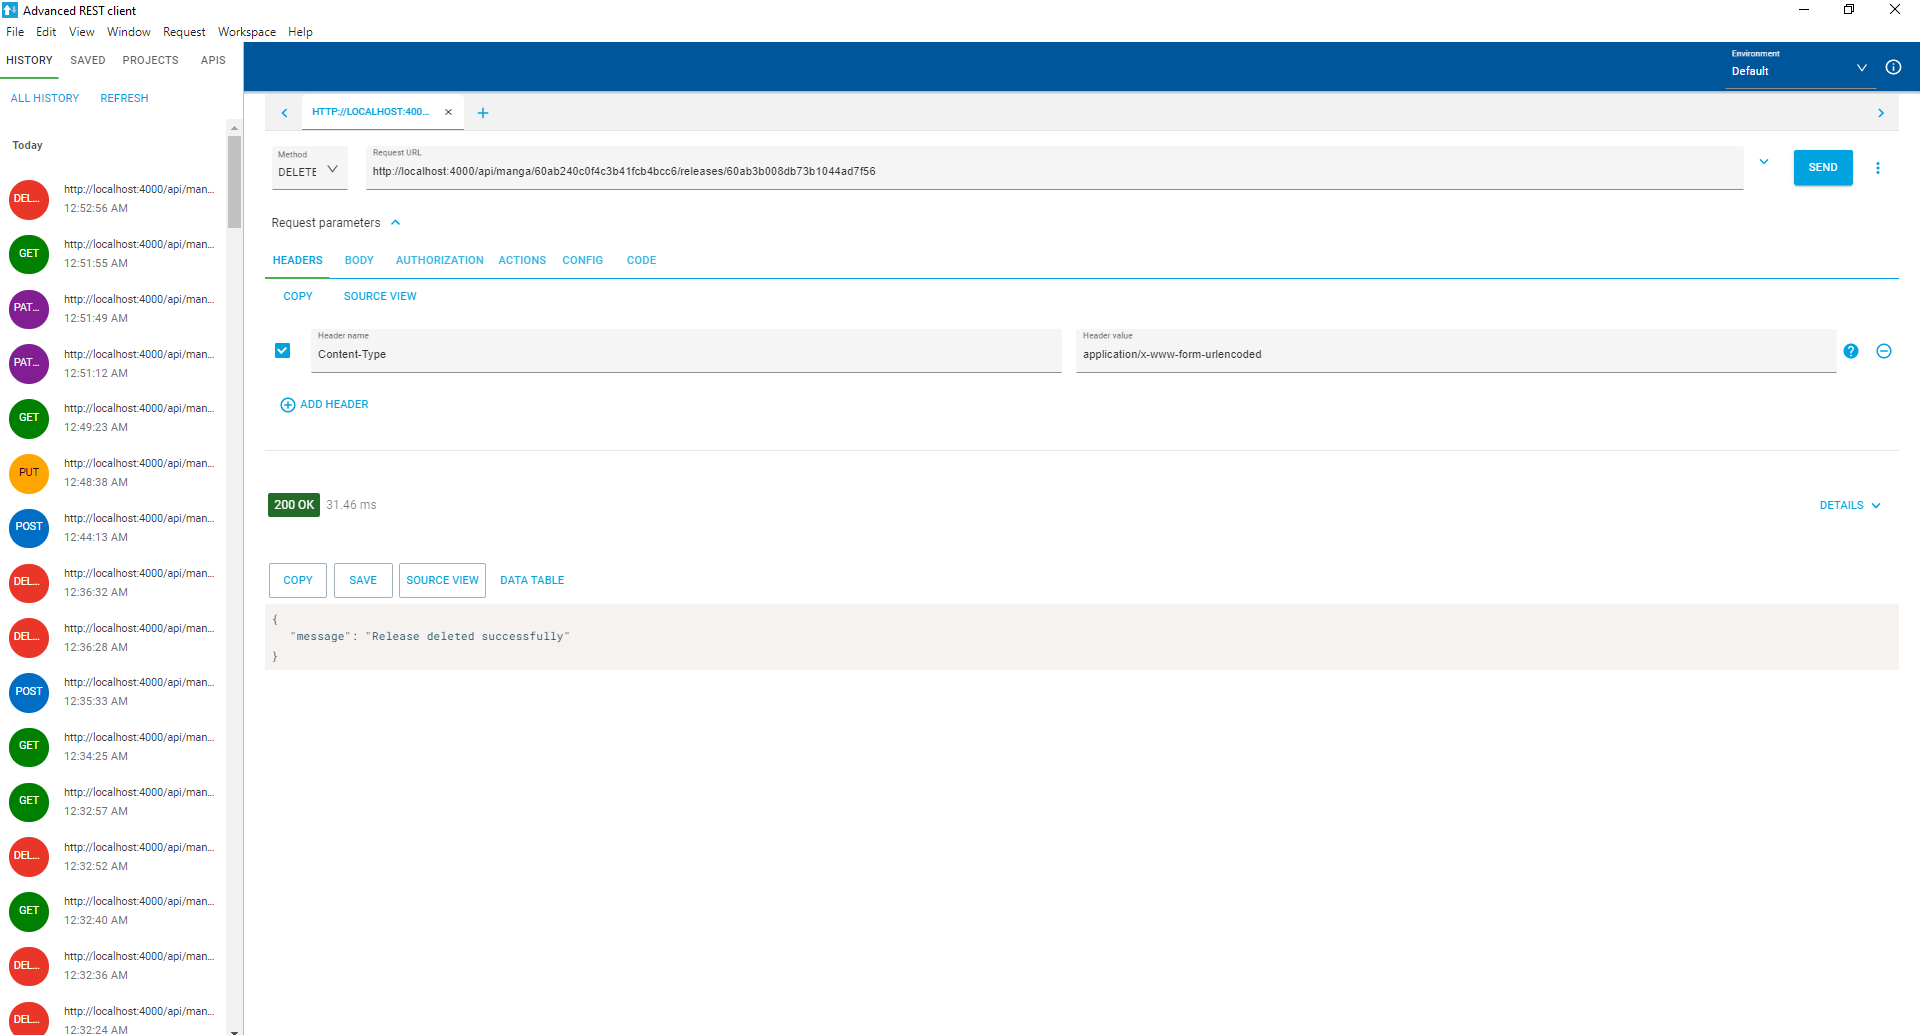 Advanced REST client
File Edit View Window Request Workspace Help
HISTORY SAVED PROJECTS APIS
ALL HISTORY REFRESH
Today
DEL... http://localhost:4000/api/man...
12:52:56 AM
GET http://localhost:4000/api/man...
12:51:55 AM
PAT... http://localhost:4000/api/man...
12:51:49 AM
PAT... http://localhost:4000/api/man...
12:51:12 AM
GET http://localhost:4000/api/man...
12:49:23 AM
PUT http://localhost:4000/api/man...
12:48:38 AM
POST http://localhost:4000/api/man...
12:44:13 AM
DEL... http://localhost:4000/api/man...
12:36:32 AM
DEL... http://localhost:4000/api/man...
12:36:28 AM
POST http://localhost:4000/api/man...
12:35:33 AM
GET http://localhost:4000/api/man...
12:34:25 AM
GET http://localhost:4000/api/man...
12:32:57 AM
DEL... http://localhost:4000/api/man...
12:32:52 AM
GET http://localhost:4000/api/man...
12:32:40 AM
DEL... http://localhost:4000/api/man...
12:32:36 AM
DEL... http://localhost:4000/api/man...
12:32:24 AM
Environment
Default
HTTP://LOCALHOST:400...
Method
DELETE
Request URL
http://localhost:4000/api/manga/60ab240c0f4c3b41fcb4bcc6/releases/60ab3b008db73b1044ad7f56
SEND
Request parameters
HEADERS BODY AUTHORIZATION ACTIONS CONFIG CODE
COPY SOURCE VIEW
Header name
Content-Type
Header value
application/x-www-form-urlencoded
ADD HEADER
200 OK 31.46 ms
DETAILS
COPY SAVE SOURCE VIEW DATA TABLE
{
"message": "Release deleted successfully"
}